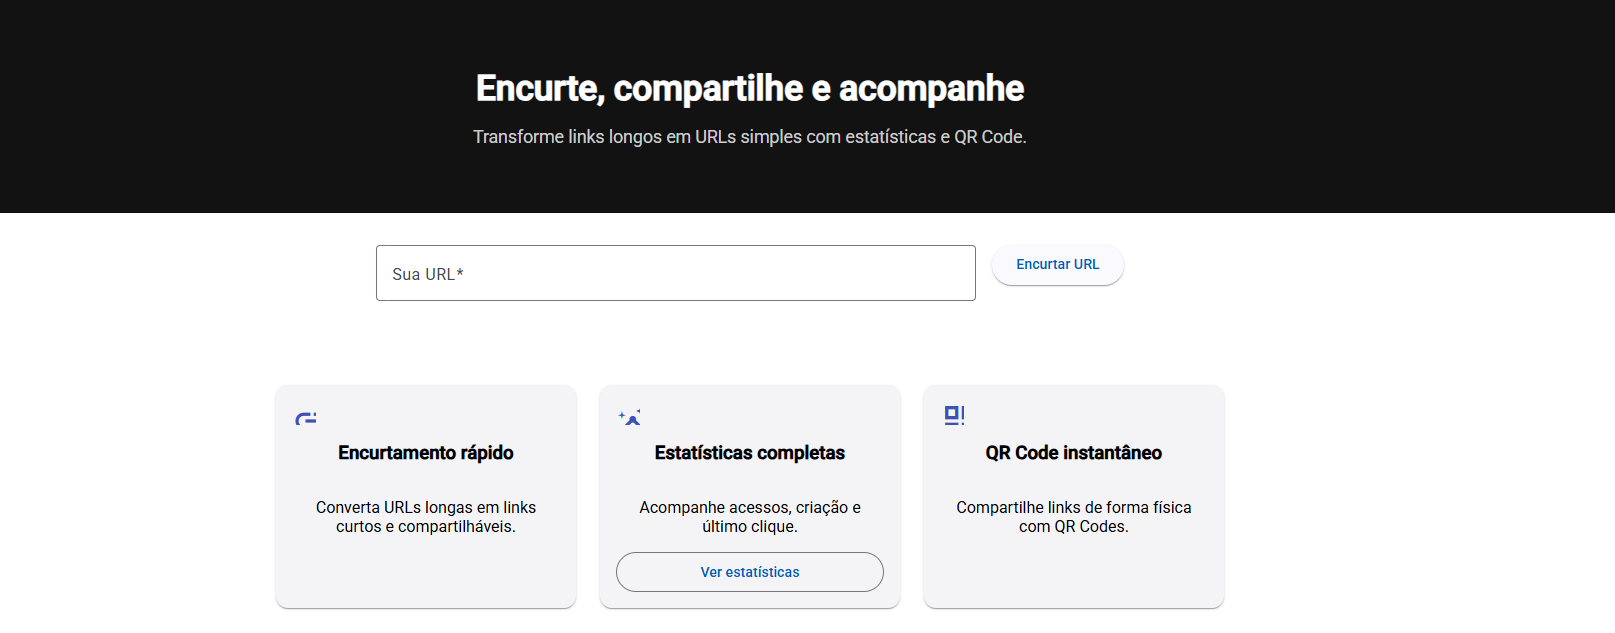 Encurte, compartilhe e acompanhe
Transforme links longos em URLs simples com estatísticas e QR Code.
Sua URL*
Encurtar URL
Encurtamento rápido
Converta URLs longas em links
curtos e compartilháveis.
Estatísticas completas
Acompanhe acessos, criação e
último clique.
Ver estatísticas
QR Code instantâneo
Compartilhe links de forma física
com QR Codes.